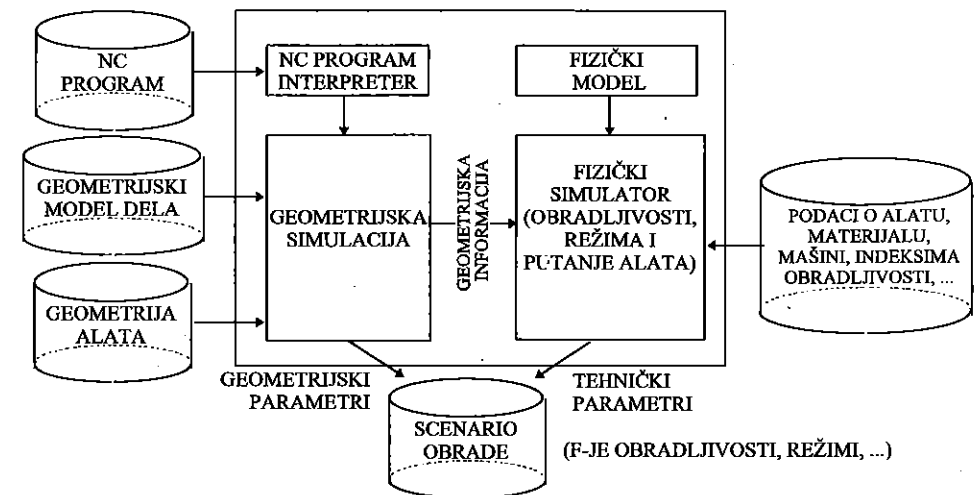 NC
PROGRAM
NC PROGRAM
INTERPRETER
FIZIČKI
MODEL
GEOMETRIJSKI
MODEL DELA
GEOMETRIJSKA
SIMULACIJA
GEOMETRIJSKA
INFORMACIJA
FIZIČKI
SIMULATOR
(OBRADLJIVOSTI,
REŽIMA I
PUTANJE ALATA)
PODACI O ALATU,
MATERIJALU,
MAŠINI, INDEKSIMA
OBRADLJIVOSTI, ...
GEOMETRIJA
ALATA
GEOMETRIJSKI
PARAMETRI
TEHNIČKI
PARAMETRI
SCENARIO
OBRADE
(F-JE OBRADLJIVOSTI, REŽIMI, ...)